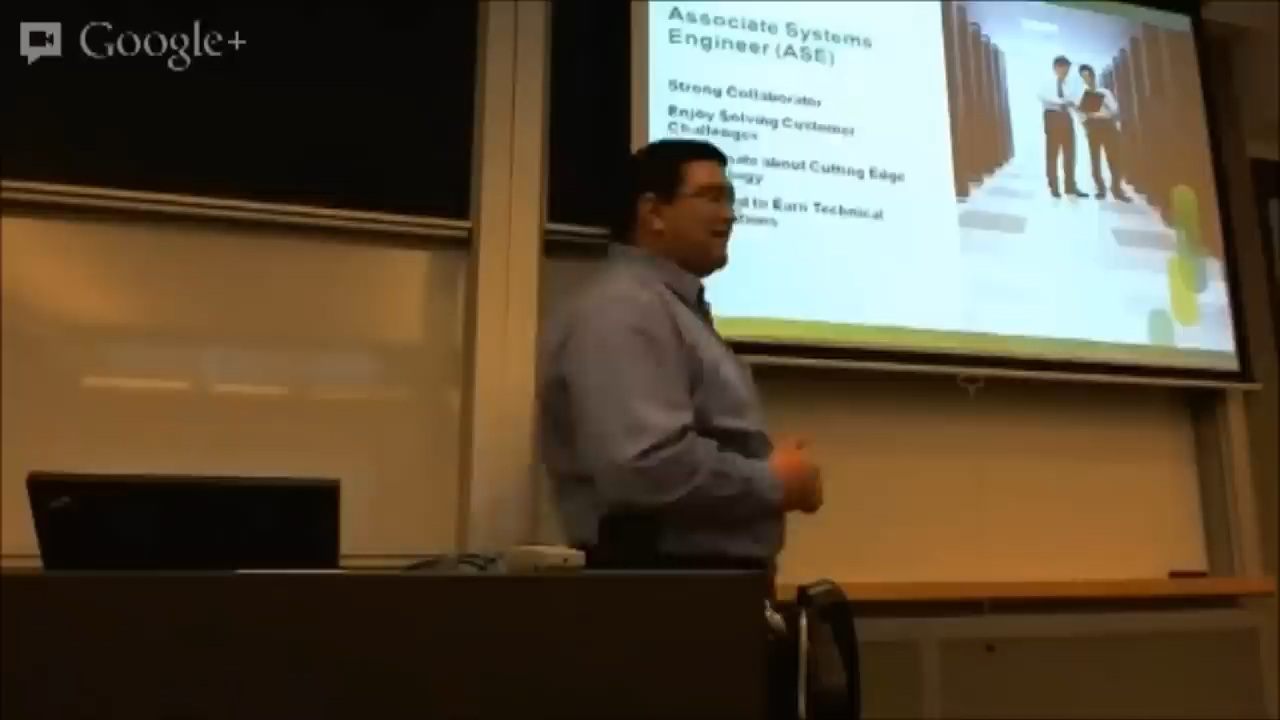 Google+
Associate Systems
Engineer (ASE)
Strong Collaborator
Enjoy Solving Customer
Challenges
about Cutting Edge
to Earn Technical